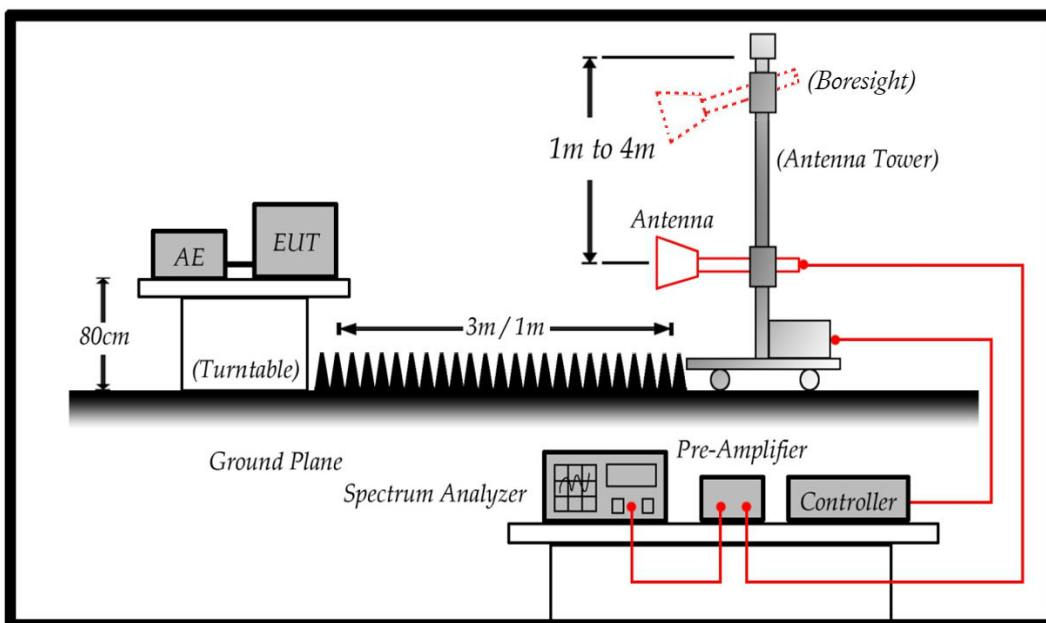 (Boresight)
1m to 4m
(Antenna Tower)
Antenna
EUT
AE
80cm
3m / 1m
(Turntable)
Ground Plane
Pre-Amplifier
Spectrum Analyzer
Controller